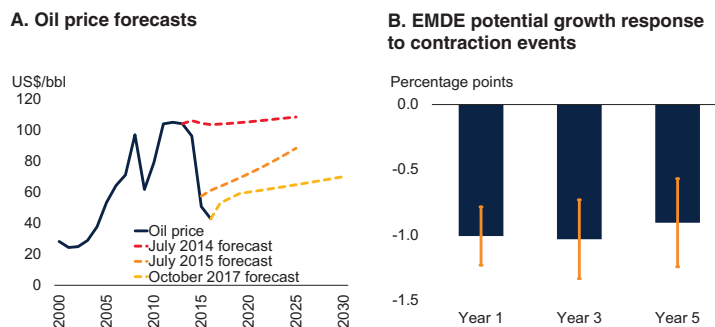 A. Oil price forecasts
US$/bbl
120
100
80
60
40
20
0
Oil price
July 2014 forecast
July 2015 forecast
October 2017 forecast
2000
2005
2010
2015
2020
2025
2030
B. EMDE potential growth response
to contraction events
Percentage points
0.0
-0.5
-1.0
-1.5
Year 1
Year 3
Year 5